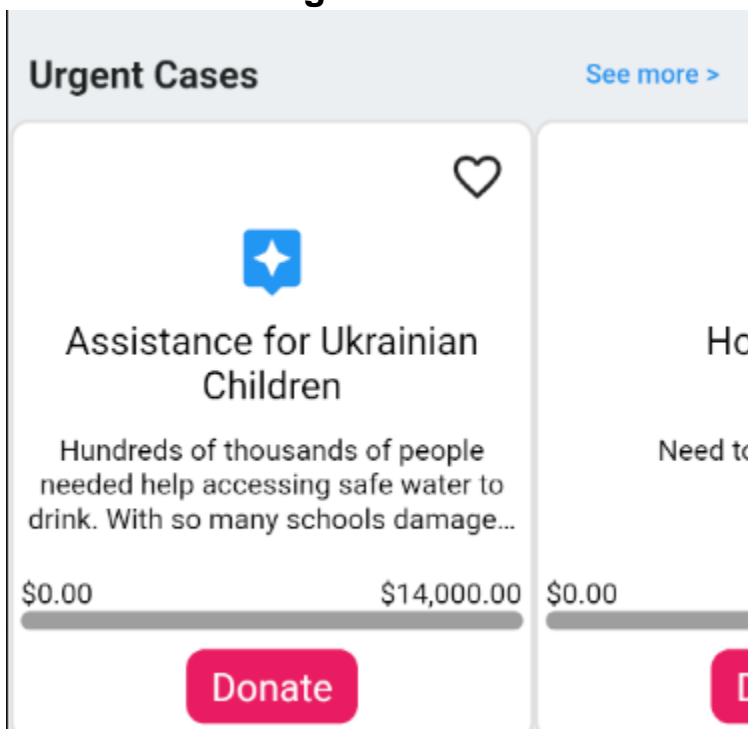 g
Urgent Cases
See more >
Assistance for Ukrainian
Children
Hundreds of thousands of people
needed help accessing safe water to
drink. With so many schools damage...
$0.00
$14,000.00
Donate
Ho
Need to
$0.00
D